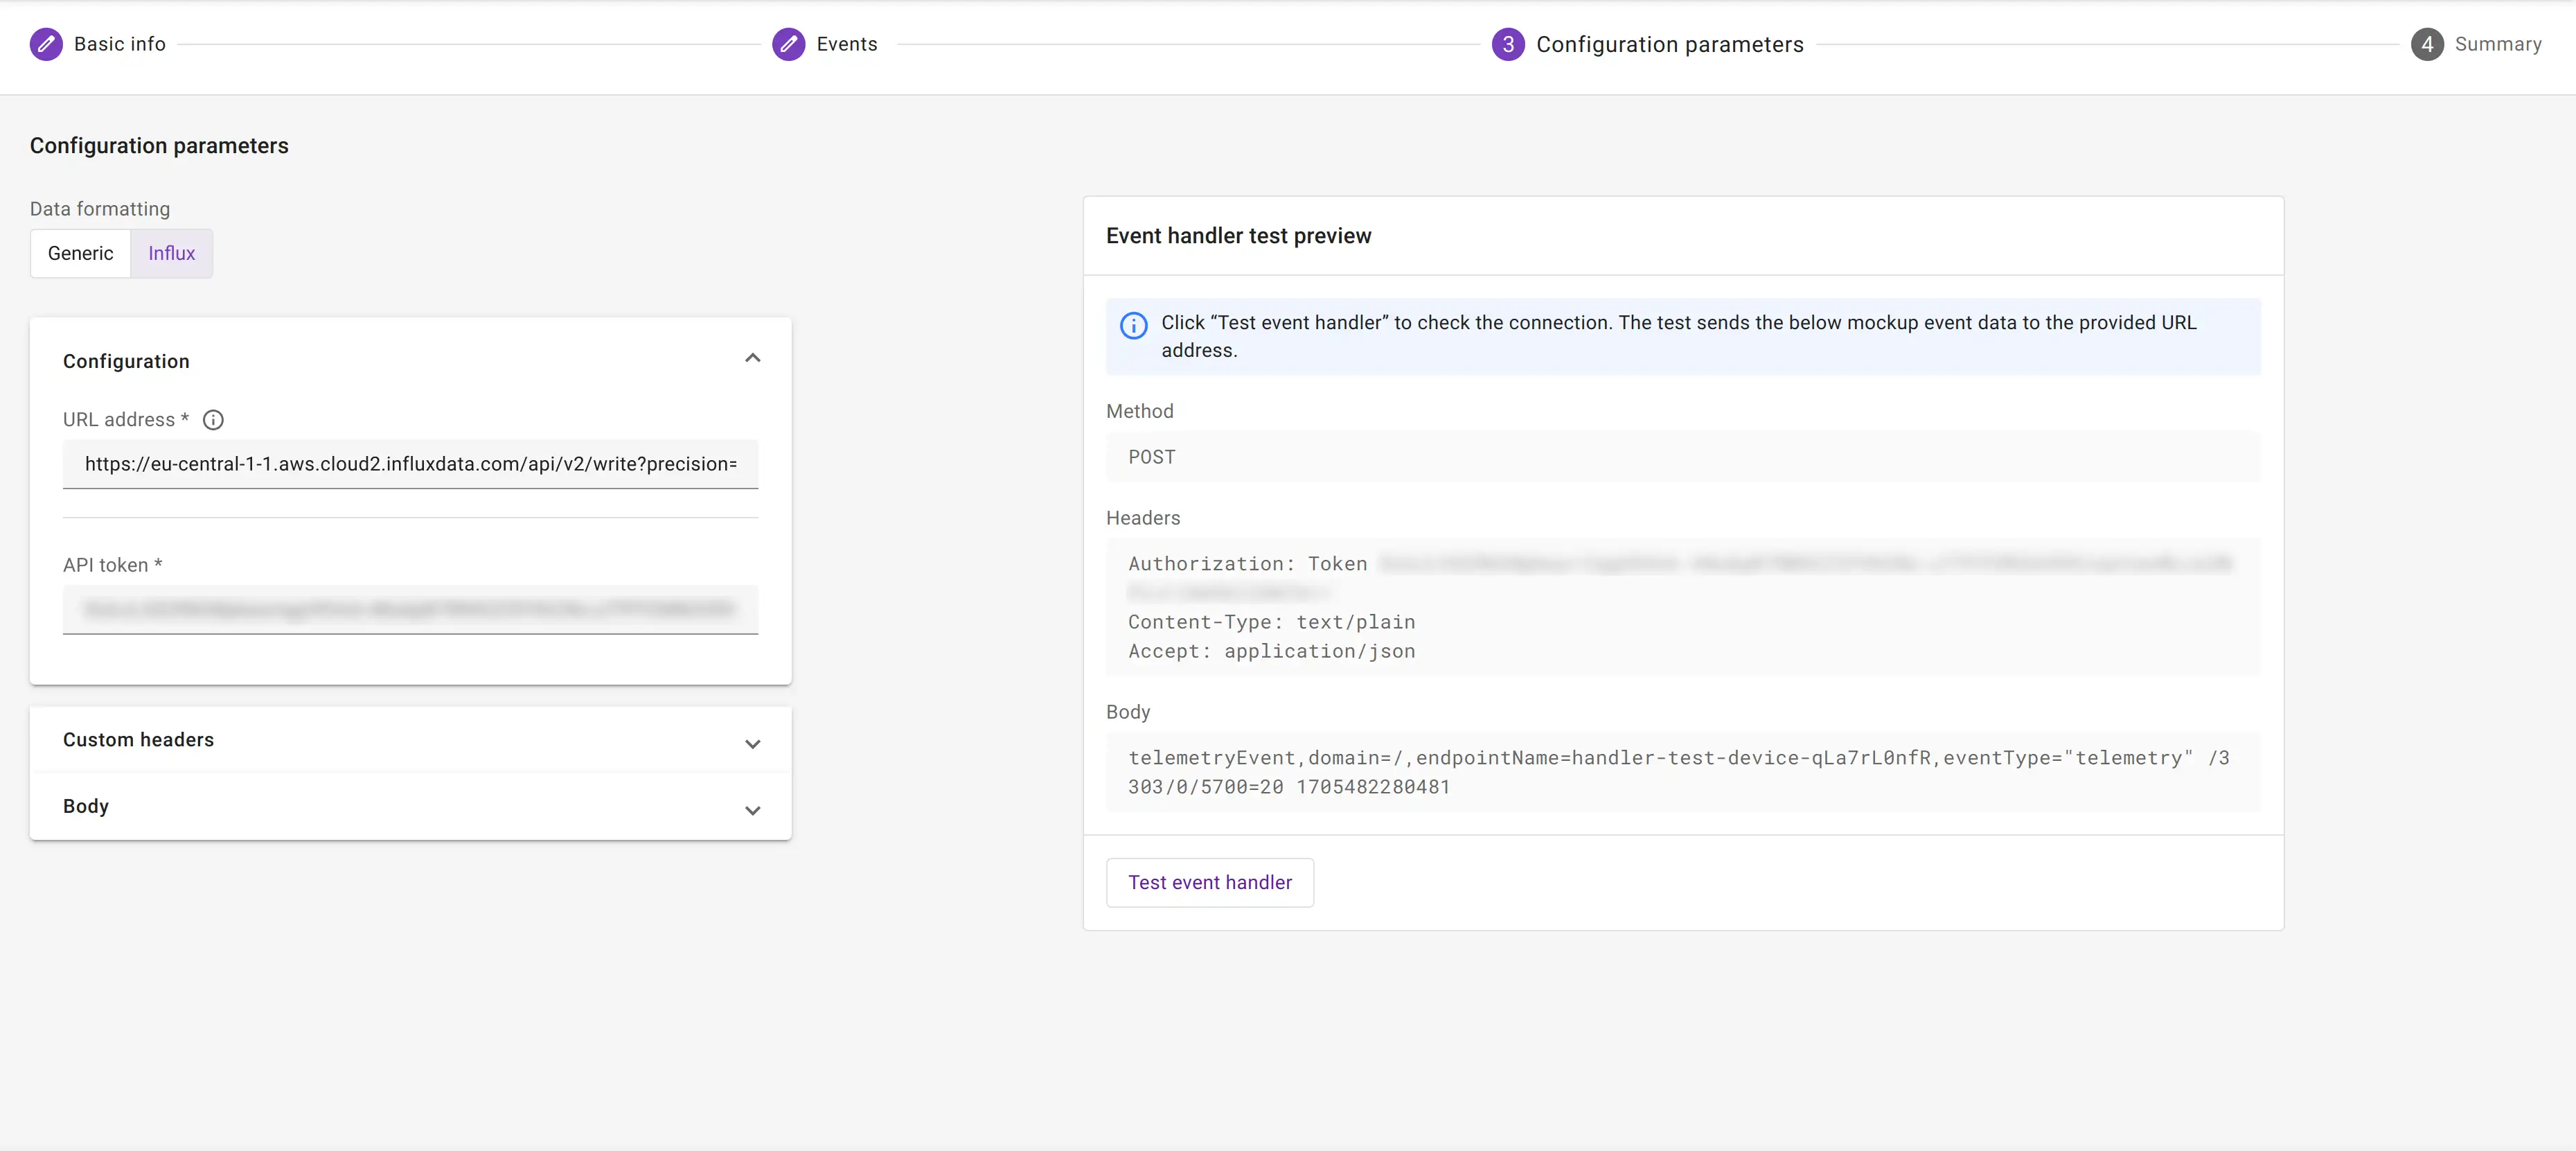 Basic info
Events
3 Configuration parameters
4 Summary
Configuration parameters
Data formatting
Generic Influx
Configuration
URL address *
https://eu-central-1-1.aws.cloud2.influxdata.com/api/v2/write?precision=
API token *
Custom headers
Body
Event handler test preview
Click “Test event handler” to check the connection. The test sends the below mockup event data to the provided URL
address.
Method
POST
Headers
Authorization: Token
Content-Type: text/plain
Accept: application/json
Body
telemetryEvent,domain=/,endpointName=handler-test-device-qLa7rL0nfR,eventType="telemetry" /3
303/0/5700=20 1705482280481
Test event handler